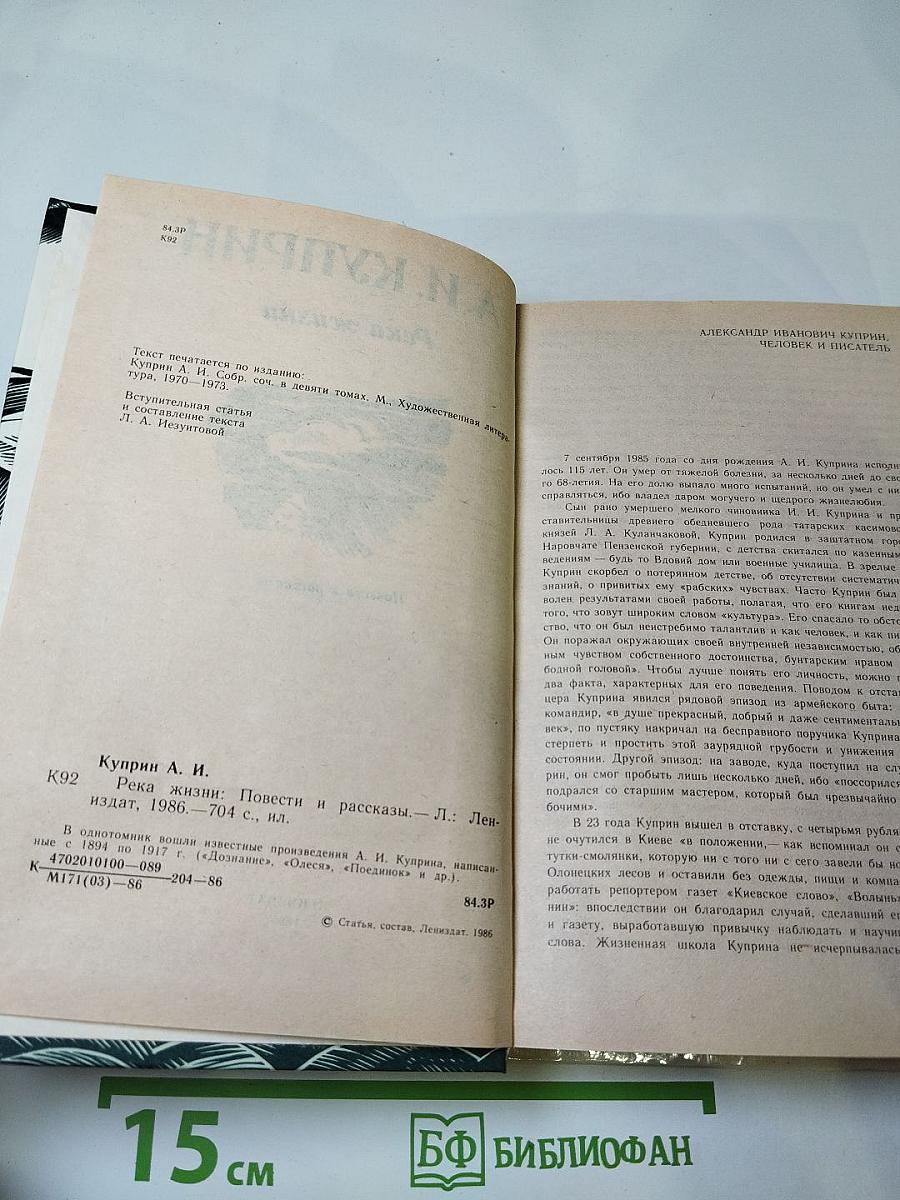 84.3Р
К92
А. И. КУПРИН
Река жизни
Текст печатается по изданию:
Куприн А. И. Собр. соч. в девяти томах. М., Художественная литера-
тура, 1970—1973.
Вступительная статья
и составление текста
Л. А. Иезуитовой
Куприн А. И.
К92 Река жизни: Повести и рассказы.— Л.: Лен-
издат, 1986.—704 с., ил.
В однотомник вошли известные произведения А. И. Куприна, написан-
ные с 1894 по 1917 г. («Дознание», «Олеся», «Поединок» и др.).
К 4702010100—089
М171(03)—86 204—86
84.3Р
© Статья, состав, Лениздат. 1986
АЛЕКСАНДР ИВАНОВИЧ КУПРИН,
ЧЕЛОВЕК И ПИСАТЕЛЬ
7 сентября 1985 года со дня рождения А. И. Куприна исполни
лось 115 лет. Он умер от тяжелой болезни, за несколько дней до сво
го 68-летия. На его долю выпало много испытаний, но он умел с ни
справляться, ибо владел даром могучего и щедрого жизнелюбия.
Сын рано умершего мелкого чиновника И. И. Куприна и пр
ставительницы древнего обедневшего рода татарских касимовс
князей Л. А. Куланчаковой, Куприн родился в заштатном горо
Наровчате Пензенской губернии, с детства скитался по казенным
ведениям — будь то Вдовий дом или военные училища. В зрелые
Куприн скорбел о потерянном детстве, об отсутствии систематич
знаний, о привитых ему «рабских» чувствах. Часто Куприн был
волен результатами своей работы, полагая, что его книгам нед
того, что зовут широким словом «культура». Его спасало то обсто
ство, что он был неистребимо талантлив и как человек, и как пи
Он поражал окружающих своей внутренней независимостью, об
ным чувством собственного достоинства, бунтарским нравом
бодной головой». Чтобы лучше понять его личность, можно п
два факта, характерных для его поведения. Поводом к отста
цера Куприна явился рядовой эпизод из армейского быта:
командир, «в душе прекрасный, добрый и даже сентименталь
век», по пустяку накричал на бесправного поручика Куприна
стерпеть и простить этой заурядной грубости и унижения
состоянии. Другой эпизод: на заводе, куда поступил на слу
рин, он смог пробыть лишь несколько дней, ибо «поссорился
подрался со старшим мастером, который был чрезвычайно
бочими».
В 23 года Куприн вышел в отставку, с четырьмя рубля
не очутился в Киеве «в положении,— как вспоминал он с
тутки-смолянки, которую ни с того ни с сего завели бы но
Олонецких лесов и оставили без одежды, пищи и компа
работать репортером газет «Киевское слово», «Волынь»
нин»: впоследствии он благодарил случай, сделавший ег
и газету, выработавшую привычку наблюдать и научи
слова. Жизненная школа Куприна не исчерпывалась
15 см
БФ БИБЛИОФАН